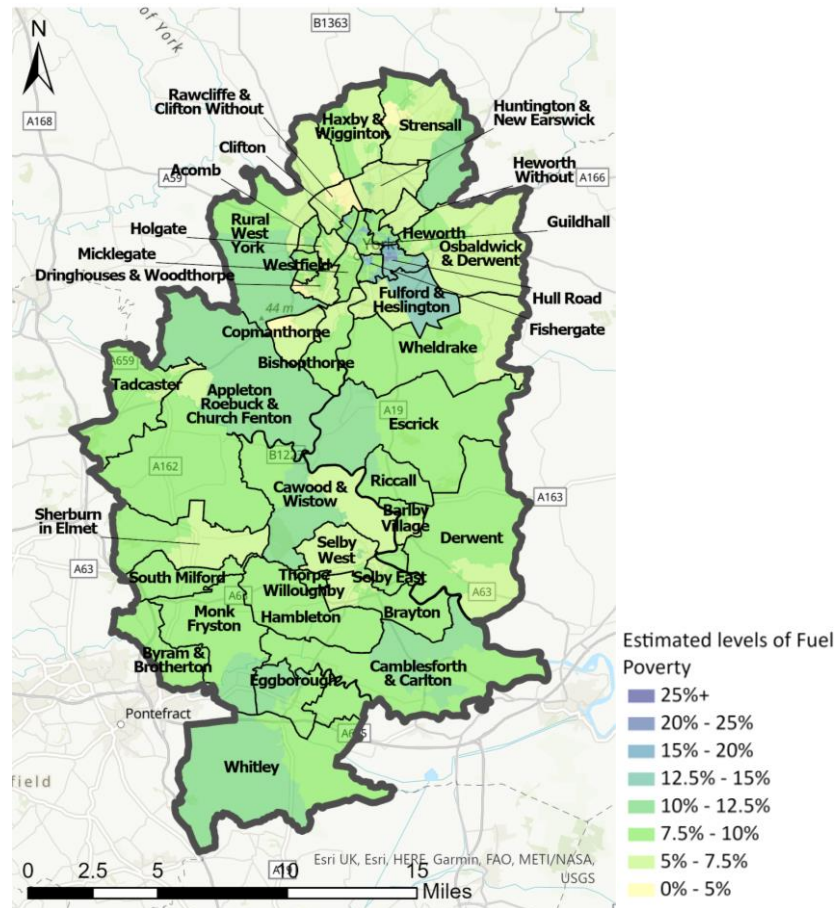 N
B1363
of York
Rawcliffe &
Clifton Without
Haxby &
Wigginton
Strensall
Huntington &
New Earswick
A168
Clifton
Heworth
Without
Acomb
A59
A166
Holgate
Rural
West
York
Heworth
Guildhall
York
Osbaldwick
& Derwent
Micklegate
Westfield
Dringhouses & Woodthorpe
Fulford &
Heslington
Hull Road
44 m
Fishergate
Copmanthorpe
Wheldrake
Bishopthorpe
A659
Tadcaster
Appleton
Roebuck &
Church Fenton
A19
Escrick
B122
A162
Cawood &
Wistow
Riccall
A163
Sherburn
in Elmet
Barlby
Village
Derwent
Selby
West
A63
South Milford
Thorpe
Willoughby
Selby East
A63
A63
Monk
Fryston
Hambleton
Brayton
Byram &
Brotherton
Eggborough
Camblesforth
& Carlton
Pontefract
field
Whitley
Esri UK, Esri, HERE, Garmin, FAO, METI/NASA,
USGS
0 2.5 5 10 15
Miles
Estimated levels of Fuel
Poverty
25%+
20% - 25%
15% - 20%
12.5% - 15%
10% - 12.5%
7.5% - 10%
5% - 7.5%
0% - 5%